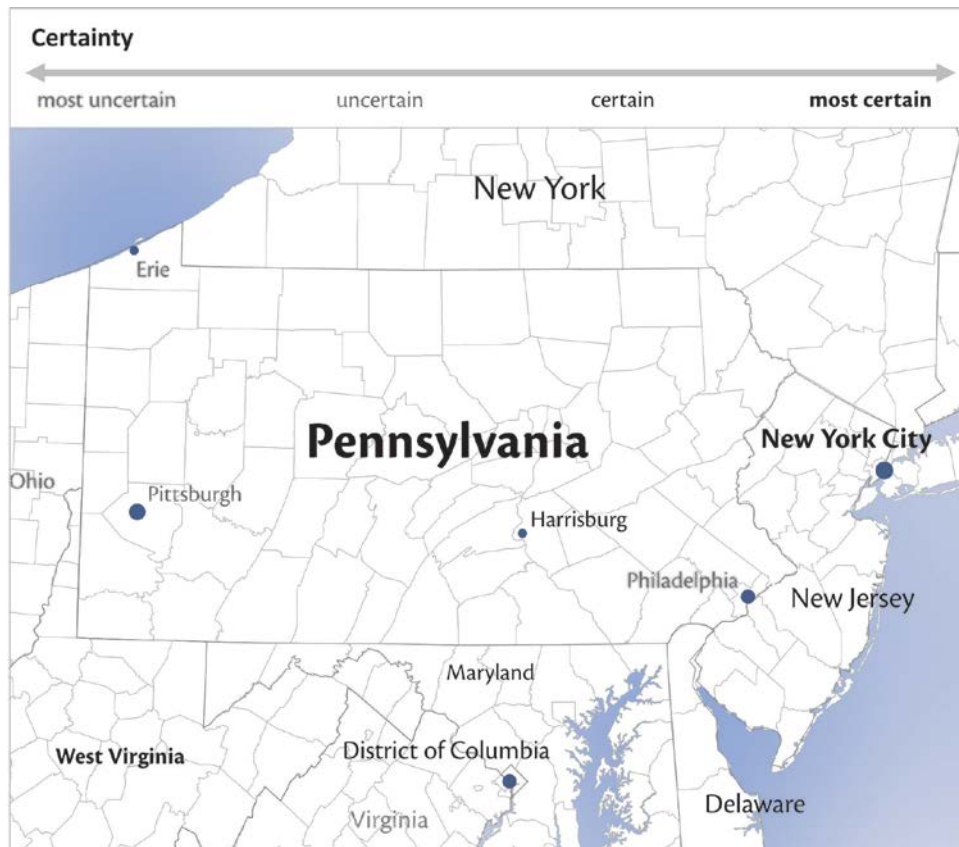 Certainty
most uncertain uncertain certain most certain
New York
Erie
Pennsylvania
New York City
Ohio
Pittsburgh
Harrisburg
Philadelphia
New Jersey
Maryland
West Virginia
District of Columbia
Delaware
Virginia